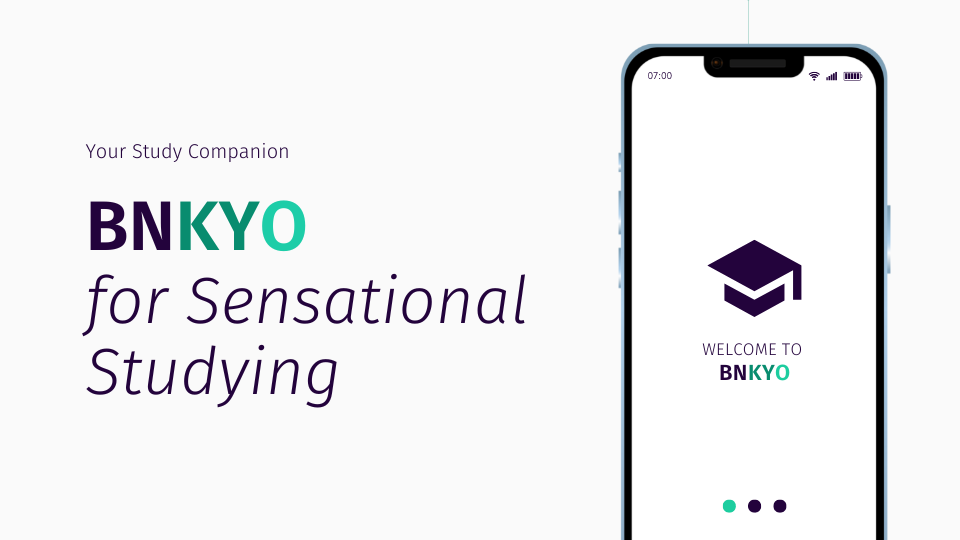 Your Study Companion
BNKYO
for Sensational
Studying
07:00
WELCOME TO
BNKYO